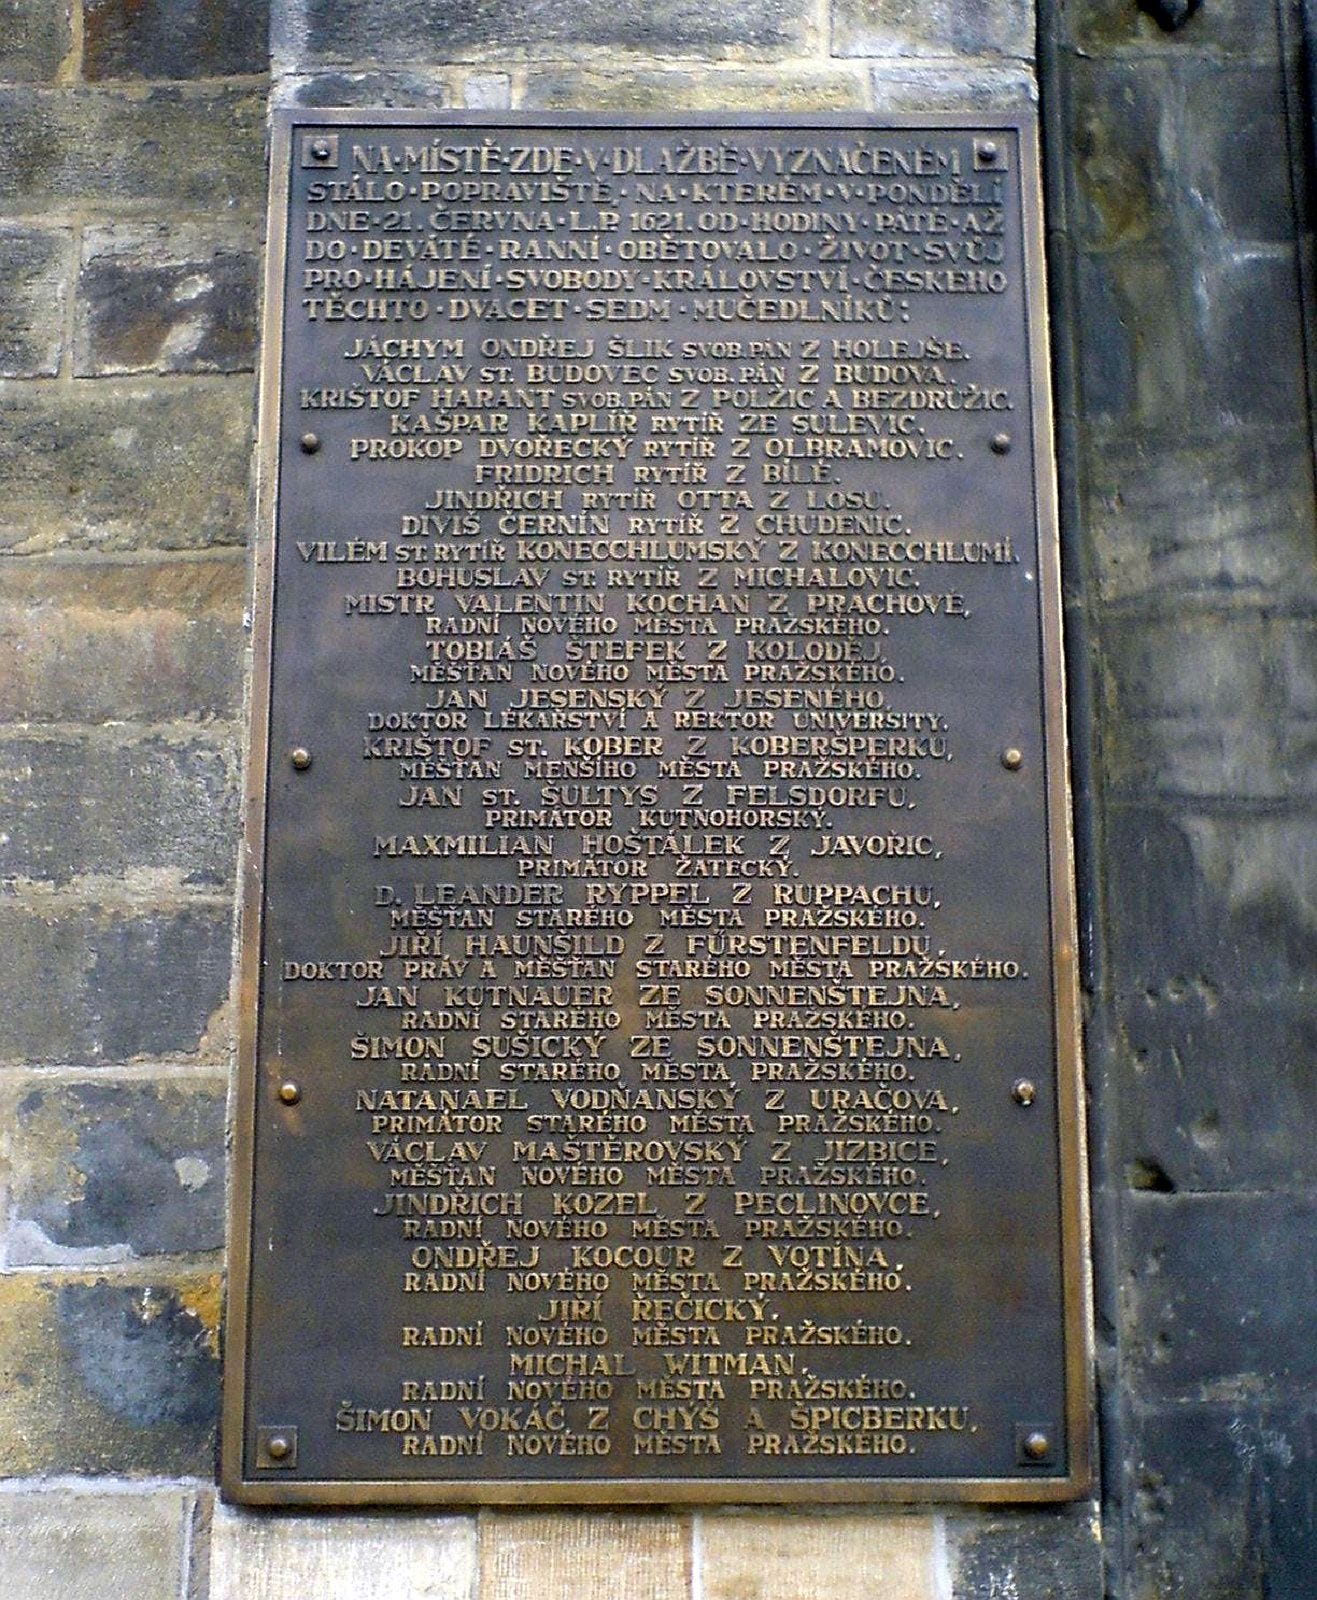 NA·MÍSTĚ·ZDE·V·DLAŽBĚ·VYZNAČENÉM
STÁLO·POPRAVIŠTĚ,·NA·KTERÉM·V·PONDĚLÍ
DNE·21.ČERVNA·L.P.1621.OD·HODINY·PÁTÉ·AŽ
DO·DEVÁTÉ·RANNÍ·OBĚTOVALO·ŽIVOT·SVŮJ
PRO·HÁJENÍ·SVOBODY·KRÁLOVSTVÍ·ČESKÉHO
TĚCHTO·DVACET·SEDM·MUČEDLNÍKŮ:
JÁCHYM ONDŘEJ ŠLIK SVOB.PÁN Z HOLEJŠE.
VÁCLAV ST. BUDOVEC SVOB.PÁN Z BUDOVA.
KRIŠTOF HARANT SVOB.PÁN Z POLŽIC A BEZDRUŽIC.
KAŠPAR KAPLÍŘ RYTÍŘ ZE SULEVIC.
PROKOP DVOŘECKÝ RYTÍŘ Z OLBRAMOVIC.
FRIDRICH RYTÍŘ Z BÍLÉ.
JINDŘICH RYTÍŘ OTTA Z LOSU.
DIVIŠ ČERNÍN RYTÍŘ Z CHUDENIC.
VILÉM ST.RYTÍŘ KONECCHLUMSKÝ Z KONECCHLUMÍ.
BOHUSLAV ST. RYTÍŘ Z MICHALOVIC.
MISTR VALENTIN KOCHAN Z PRACHOVÉ,
RADNÍ NOVÉHO MĚSTA PRAŽSKÉHO.
TOBIÁŠ ŠTEFEK Z KOLODĚJ,
MĚŠŤAN NOVÉHO MĚSTA PRAŽSKÉHO.
JAN JESENSKÝ Z JESENÉHO,
DOKTOR LÉKAŘSTVÍ A REKTOR UNIVERSITY.
KRIŠTOF ST. KOBER Z KOBERŠPERKU,
MĚŠŤAN MENŠÍHO MĚSTA PRAŽSKÉHO.
JAN ST. ŠULTYS Z FELSDORFU,
PRIMÁTOR KUTNOHORSKÝ.
MAXMILIAN HOŠŤÁLEK Z JAVOŘIC,
PRIMÁTOR ŽATECKÝ.
D. LEANDER RYPPEL Z RUPPACHU,
MĚŠŤAN STARÉHO MĚSTA PRAŽSKÉHO.
JIŘÍ HAUNŠILD Z FÜRSTENFELDU,
DOKTOR PRÁV A MĚŠŤAN STARÉHO MĚSTA PRAŽSKÉHO.
JAN KUTNAUER ZE SONNENŠTEJNA,
RADNÍ STARÉHO MĚSTA PRAŽSKÉHO.
ŠIMON SUŠICKÝ ZE SONNENŠTEJNA,
RADNÍ STARÉHO MĚSTA PRAŽSKÉHO.
NATANAEL VODŇANSKÝ Z URAČOVA,
PRIMÁTOR STARÉHO MĚSTA PRAŽSKÉHO.
VÁCLAV MAŠTĚROVSKÝ Z JIZBICE,
MĚŠŤAN NOVÉHO MĚSTA PRAŽSKÉHO.
JINDŘICH KOZEL Z PECLINOVCE,
RADNÍ NOVÉHO MĚSTA PRAŽSKÉHO.
ONDŘEJ KOCOUR Z VOTÍNA,
RADNÍ NOVÉHO MĚSTA PRAŽSKÉHO.
JIŘÍ ŘEČICKÝ,
RADNÍ NOVÉHO MĚSTA PRAŽSKÉHO.
MICHAL WITMAN,
RADNÍ NOVÉHO MĚSTA PRAŽSKÉHO.
ŠIMON VOKÁČ Z CHÝŠ A ŠPICBERKU,
RADNÍ NOVÉHO MĚSTA PRAŽSKÉHO.